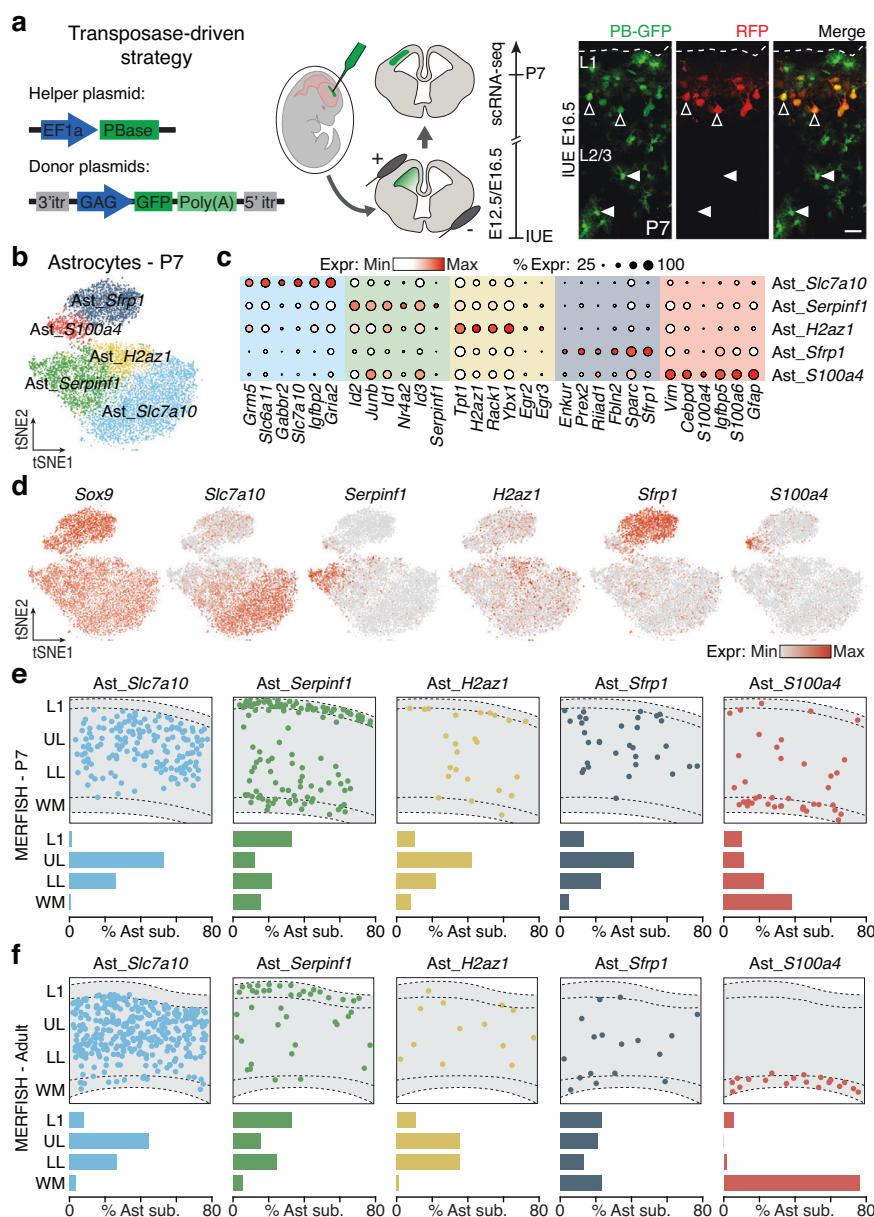 a
Transposase-driven
strategy
Helper plasmid:
EF1a PBase
Donor plasmids:
3'itr GAG GFP Poly(A) 5' itr
+
-
scRNA-seq
P7
E12.5/E16.5
IUE
PB-GFP RFP Merge
IUE E16.5
L1
L2/3
P7
b
Astrocytes - P7
Ast_Sfrp1
Ast_S100a4
Ast_H2az1
Ast_Serpinf1
Ast_Slc7a10
tSNE2
tSNE1
c
Expr: Min Max % Expr: 25 100
Ast_Slc7a10
Ast_Serpinf1
Ast_H2az1
Ast_Sfrp1
Ast_S100a4
Grm5 Slc6a11 Gabbr2 Slc7a10 Igfbp2 Gria2 Id2 Junb Id1 Nr4a2 Id3 Serpinf1 Tpt1 H2az1 Rack1 Ybx1 Egr2 Egr3 Enkur Prex2 Riiad1 Fbln2 Sparc Sfrp1 Vim Cebpd S100a4 Igfbp5 S100a6 Gfap
d
Sox9 Slc7a10 Serpinf1 H2az1 Sfrp1 S100a4
tSNE2
tSNE1
Expr: Min Max
e
Ast_Slc7a10 Ast_Serpinf1 Ast_H2az1 Ast_Sfrp1 Ast_S100a4
MERFISH - P7
L1
UL
LL
WM
L1
UL
LL
WM
0 80 0 80 0 80 0 80 0 80
% Ast sub. % Ast sub. % Ast sub. % Ast sub. % Ast sub.
f
Ast_Slc7a10 Ast_Serpinf1 Ast_H2az1 Ast_Sfrp1 Ast_S100a4
MERFISH - Adult
L1
UL
LL
WM
L1
UL
LL
WM
0 80 0 80 0 80 0 80 0 80
% Ast sub. % Ast sub. % Ast sub. % Ast sub. % Ast sub.